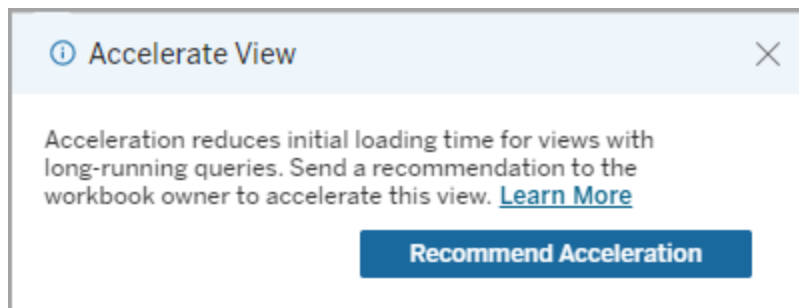 Accelerate View
Acceleration reduces initial loading time for views with
long-running queries. Send a recommendation to the
workbook owner to accelerate this view. Learn More
Recommend Acceleration